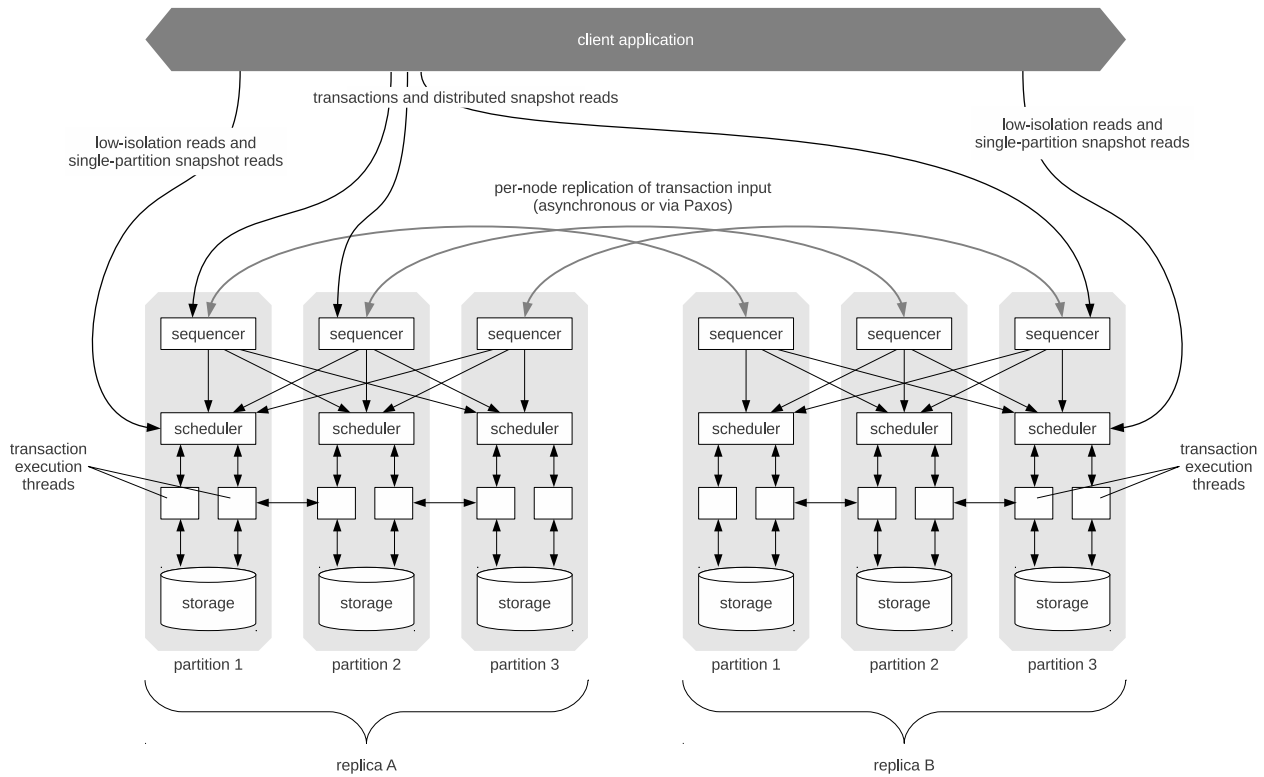 client application
transactions and distributed snapshot reads
low-isolation reads and
single-partition snapshot reads
low-isolation reads and
single-partition snapshot reads
per-node replication of transaction input
(asynchronous or via Paxos)
sequencer
sequencer
sequencer
sequencer
sequencer
sequencer
scheduler
scheduler
scheduler
scheduler
scheduler
scheduler
transaction
execution
threads
transaction
execution
threads
storage
storage
storage
storage
storage
storage
partition 1
partition 2
partition 3
partition 1
partition 2
partition 3
replica A
replica B